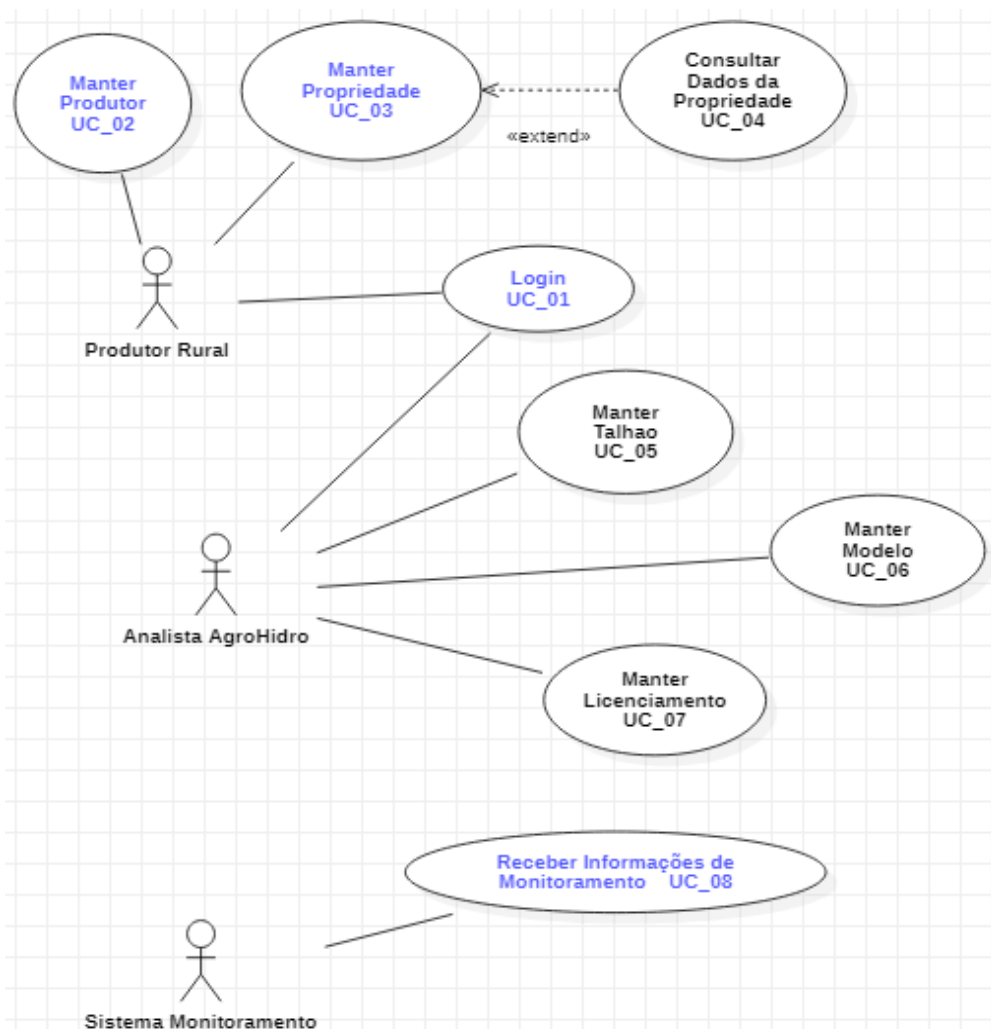 Manter
Produtor
UC_02
Manter
Propriedade
UC_03
Consultar
Dados da
Propriedade
UC_04
«extend»
Login
UC_01
Produtor Rural
Manter
Talhao
UC_05
Manter
Modelo
UC_06
Analista AgroHidro
Manter
Licenciamento
UC_07
Receber Informações de
Monitoramento UC_08
Sistema Monitoramento